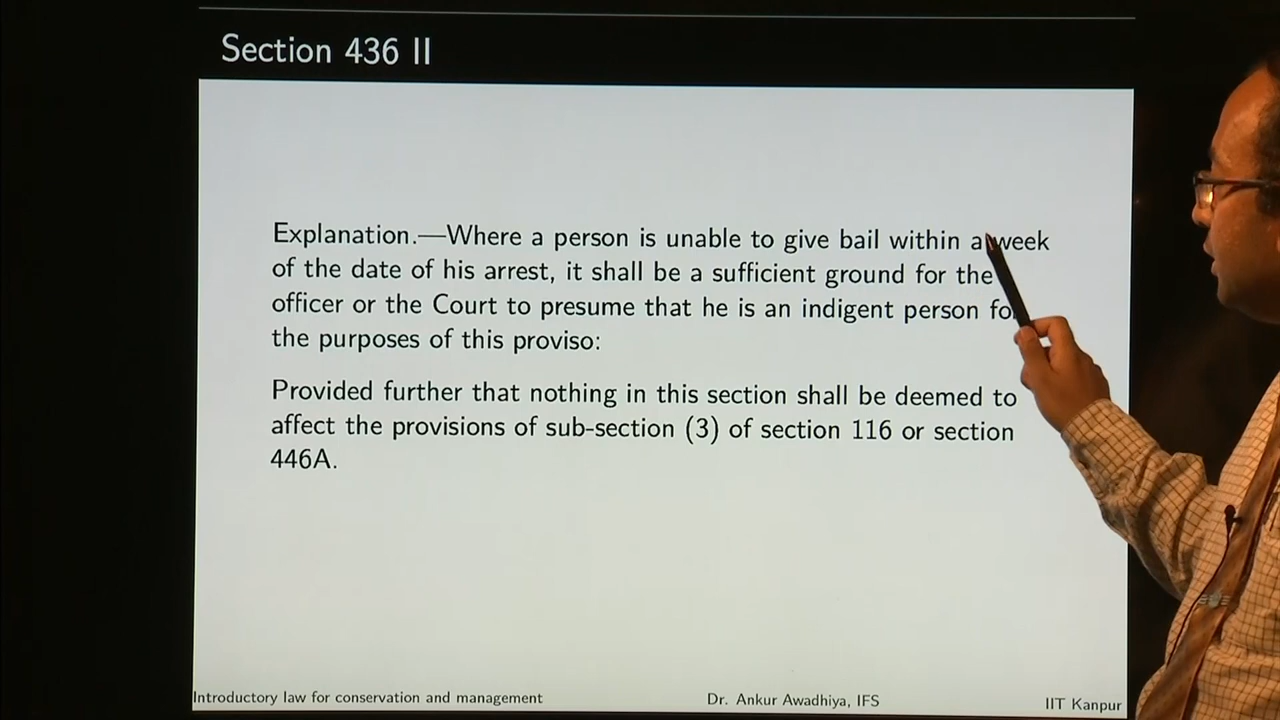 Section 436 II
Explanation.—Where a person is unable to give bail within a week
of the date of his arrest, it shall be a sufficient ground for the
officer or the Court to presume that he is an indigent person fo
the purposes of this proviso:
Provided further that nothing in this section shall be deemed to
affect the provisions of sub-section (3) of section 116 or section
446A.
Introductory law for conservation and management
Dr. Ankur Awadhiya, IFS
IIT Kanpur